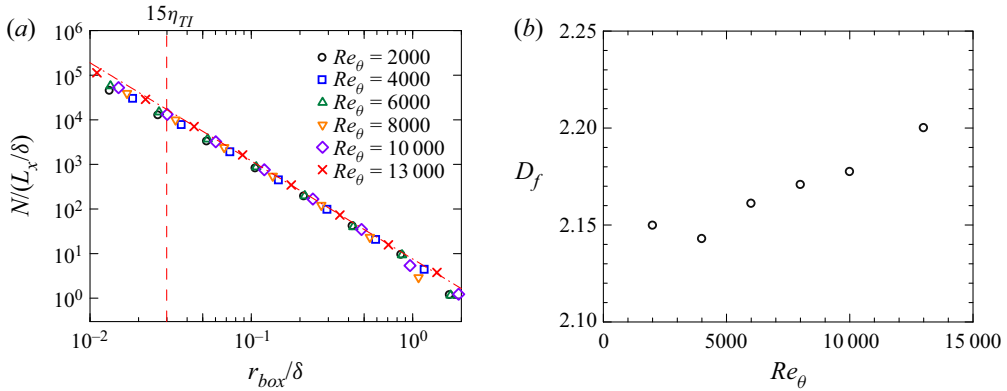 (a)
15η_TI
10^6
10^5
10^4
10^3
10^2
10^1
10^0
N/(L_x/δ)
10^−2
10^−1
10^0
r_box/δ
Re_θ = 2000
Re_θ = 4000
Re_θ = 6000
Re_θ = 8000
Re_θ = 10 000
Re_θ = 13 000
(b)
2.25
2.20
2.15
2.10
D_f
0
5000
10 000
15 000
Re_θ